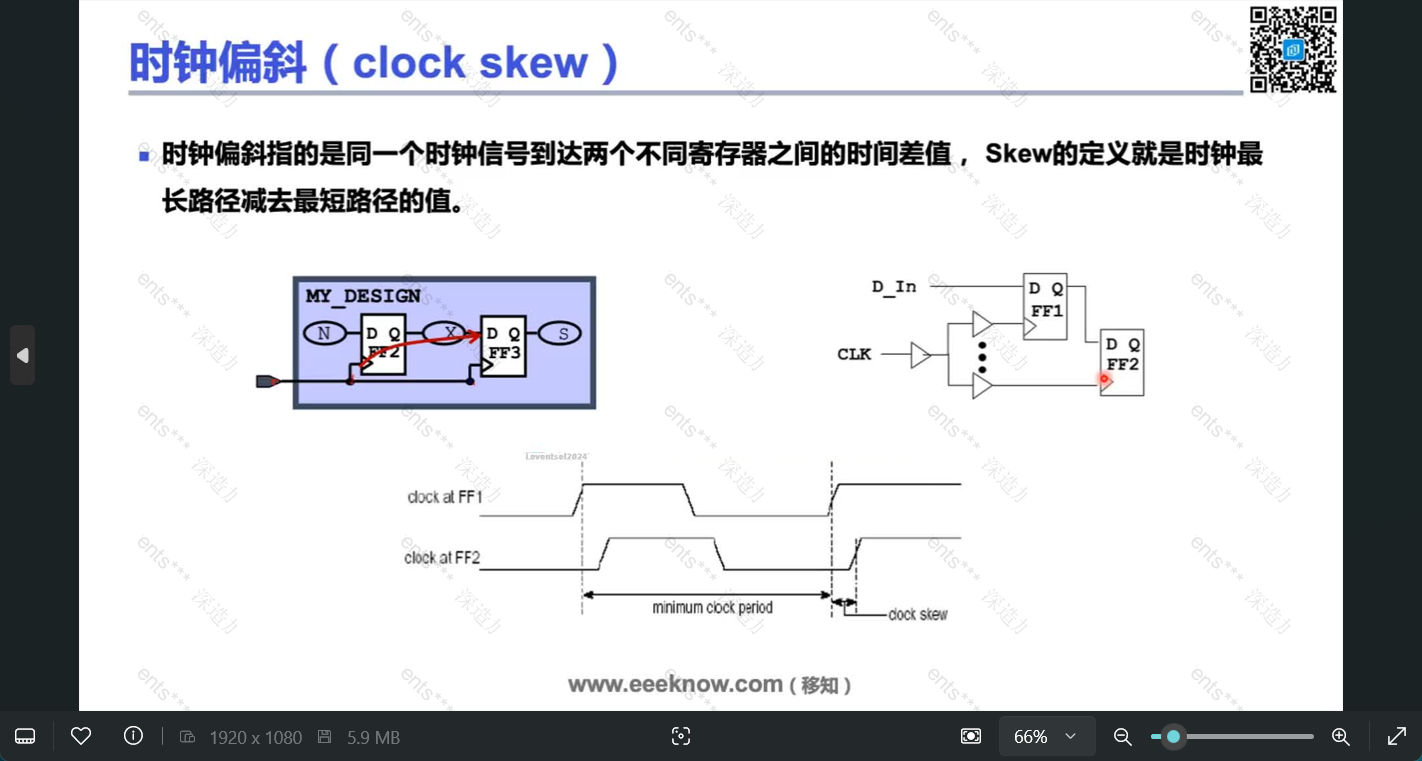 时钟偏斜（clock skew）
时钟偏斜指的是同一个时钟信号到达两个不同寄存器之间的时间差值， Skew的定义就是时钟最
长路径减去最短路径的值。
MY_DESIGN
N D Q X D Q S
FF2 FF3
D_In D Q
FF1
CLK D Q
FF2
Leventsel2024
clock at FF1
clock at FF2
minimum clock period
clock skew
www.eeeknow.com（移知）
ents*** 深造力
1920 x 1080 5.9 MB 66%